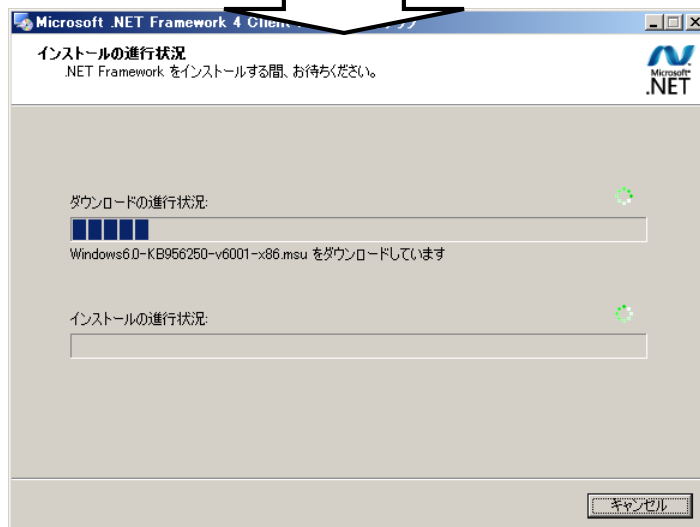 Microsoft .NET Framework 4 Client
インストールの進行状況
.NET Framework をインストールする間、お待ちください。
Microsoft
.NET
ダウンロードの進行状況:
Windows6.0-KB956250-v6001-x86.msu をダウンロードしています
インストールの進行状況:
キャンセル